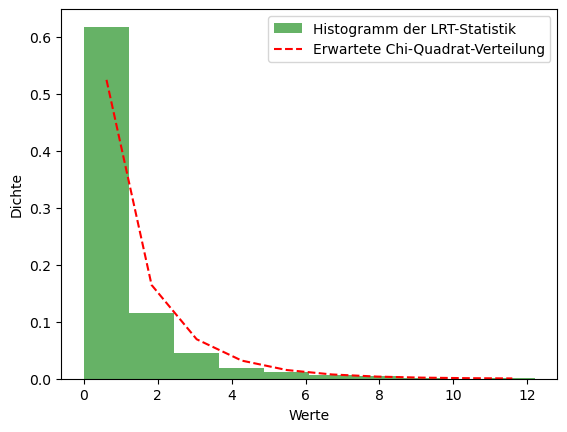 Histogramm der LRT-Statistik
Erwartete Chi-Quadrat-Verteilung
0.6
0.5
0.4
0.3
0.2
0.1
0.0
Dichte
0 2 4 6 8 10 12
Werte